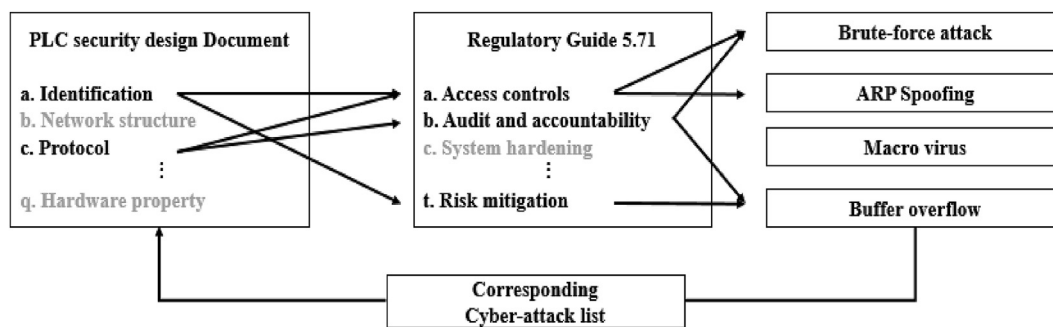 PLC security design Document
a. Identification
b. Network structure
c. Protocol
⋮
q. Hardware property
Regulatory Guide 5.71
a. Access controls
b. Audit and accountability
c. System hardening
⋮
t. Risk mitigation
Brute-force attack
ARP Spoofing
Macro virus
Buffer overflow
Corresponding
Cyber-attack list